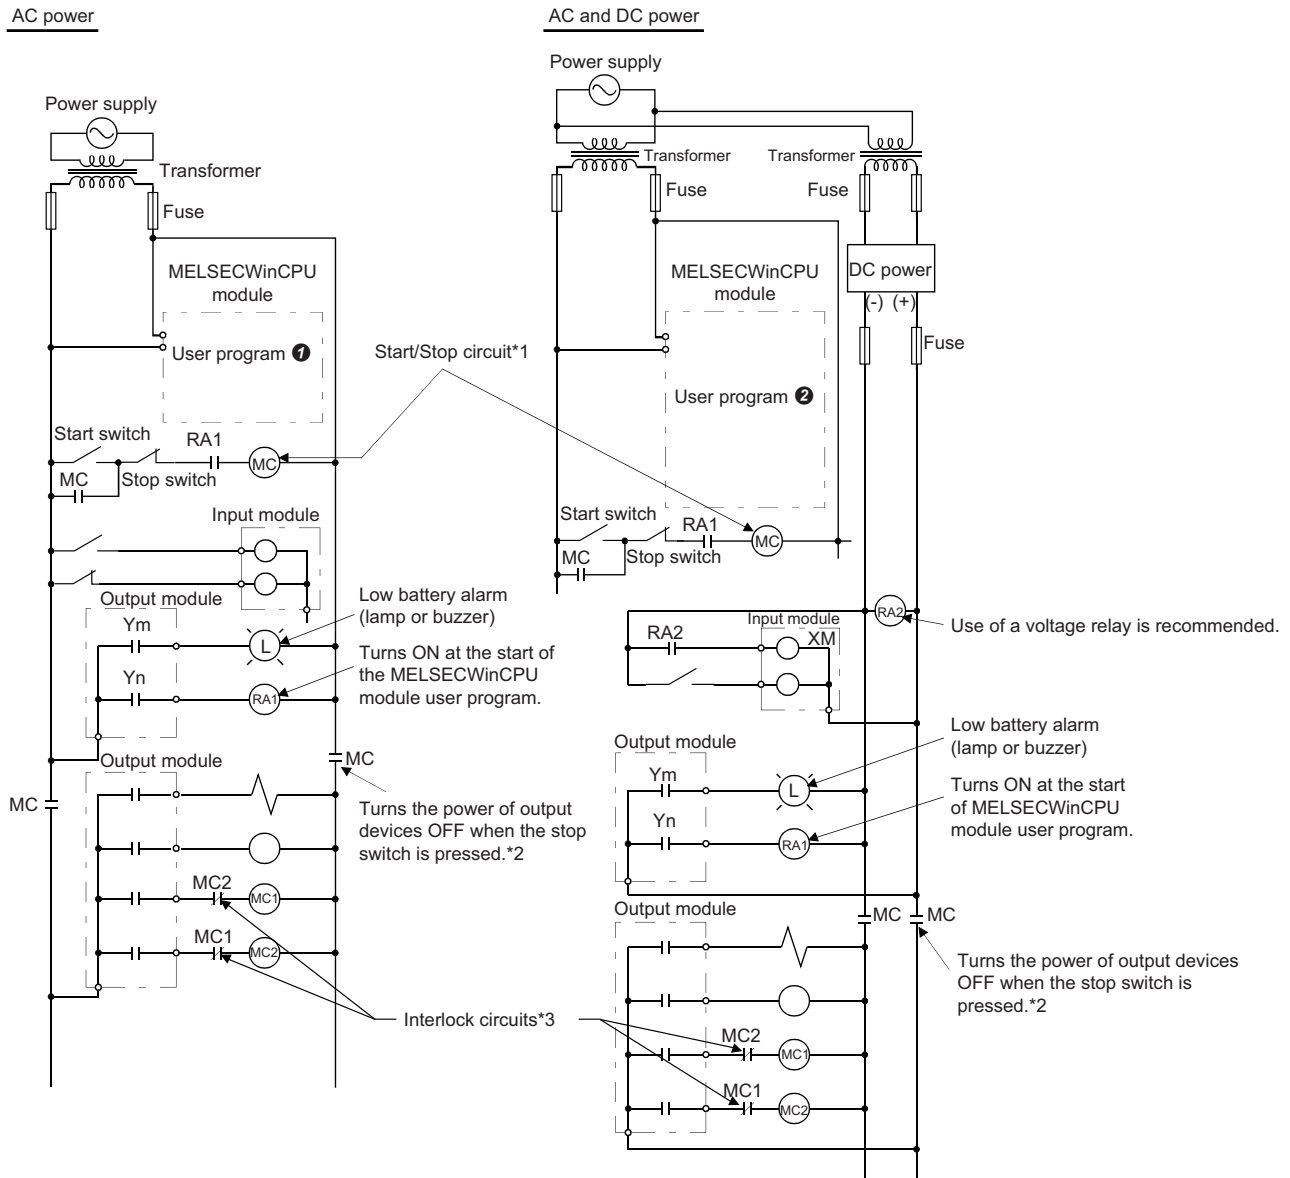 AC power
Power supply
Transformer
Fuse
MELSECWinCPU
module
User program ❶
Start/Stop circuit*1
Start switch
RA1
MC
MC
Stop switch
Input module
Output module
Ym
L
Low battery alarm
(lamp or buzzer)
Yn
RA1
Turns ON at the start of
the MELSECWinCPU
module user program.
Output module
MC
MC
Turns the power of output
devices OFF when the stop
switch is pressed.*2
MC2
MC1
MC1
MC2
Interlock circuits*3
AC and DC power
Power supply
Transformer
Transformer
Fuse
Fuse
MELSECWinCPU
module
DC power
(-) (+)
Fuse
User program ❷
Start switch
RA1
MC
MC
Stop switch
RA2
Use of a voltage relay is recommended.
Input module
RA2
XM
Output module
Ym
L
Low battery alarm
(lamp or buzzer)
Yn
RA1
Turns ON at the start
of MELSECWinCPU
module user program.
Output module
MC
MC
Turns the power of output devices
OFF when the stop switch is
pressed.*2
MC2
MC1
MC1
MC2